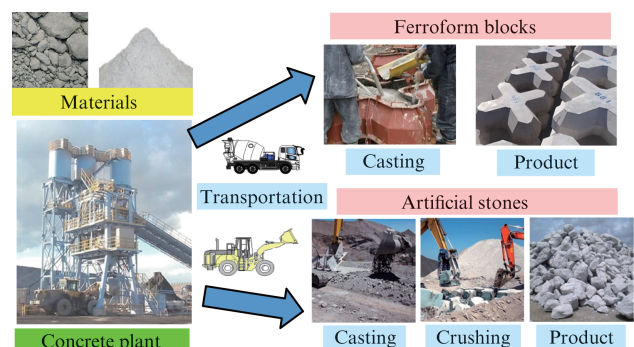 Ferroform blocks
Materials
Casting
Product
Transportation
Artificial stones
Concrete plant
Casting
Crushing
Product